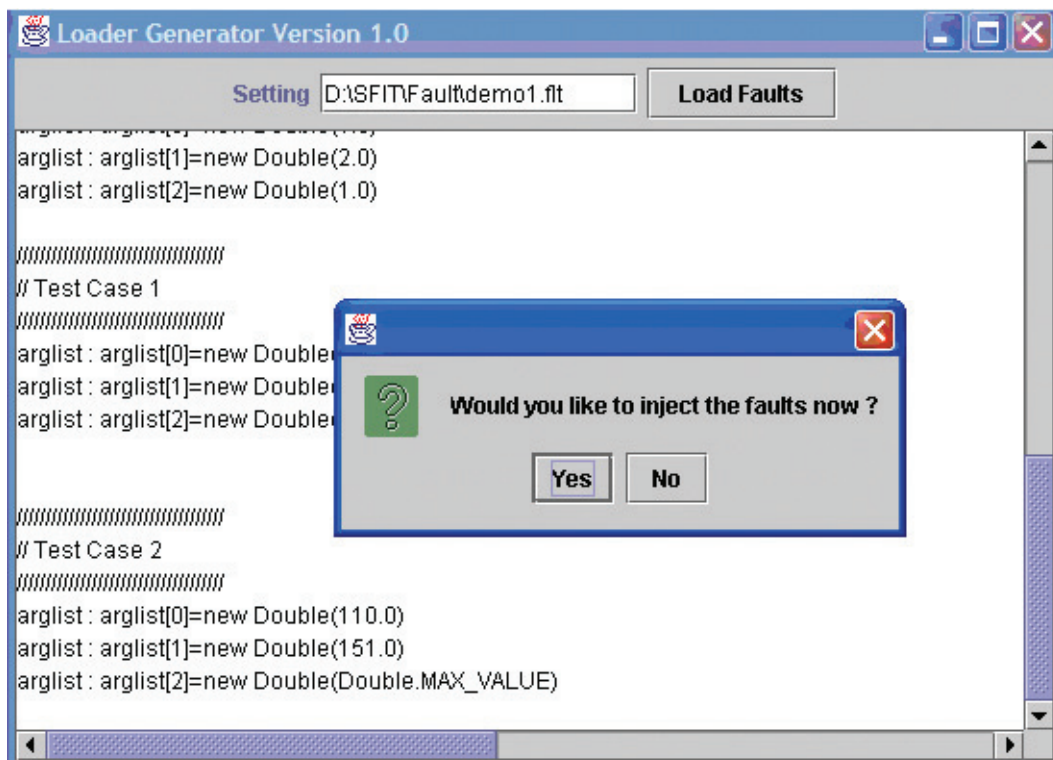 Loader Generator Version 1.0
Setting D:\SFIT\Fault\demo1.flt Load Faults
arglist : arglist[1]=new Double(2.0)
arglist : arglist[2]=new Double(1.0)
///////////////////////////////////
// Test Case 1
///////////////////////////////////
arglist : arglist[0]=new Double
arglist : arglist[1]=new Double
arglist : arglist[2]=new Double
Would you like to inject the faults now ?
Yes No
///////////////////////////////////
// Test Case 2
///////////////////////////////////
arglist : arglist[0]=new Double(110.0)
arglist : arglist[1]=new Double(151.0)
arglist : arglist[2]=new Double(Double.MAX_VALUE)